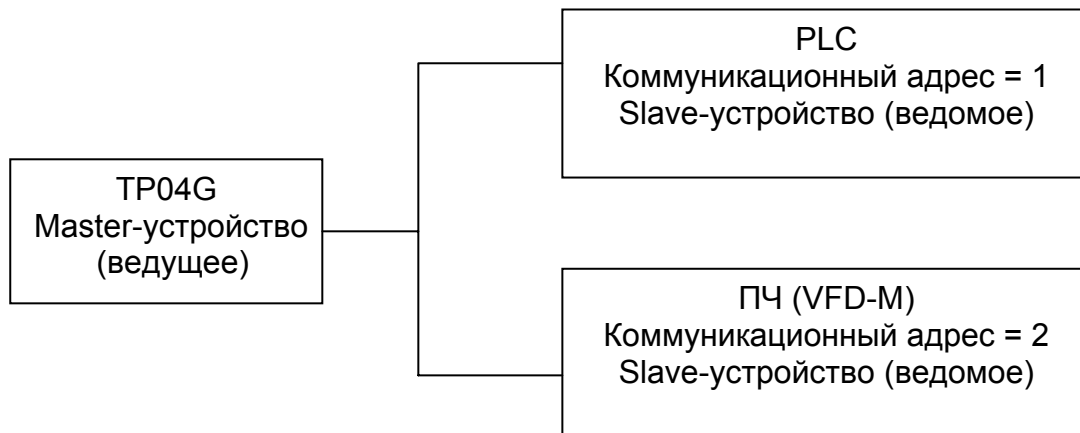 PLC
Коммуникационный адрес = 1
Slave-устройство (ведомое)
TP04G
Master-устройство
(ведущее)
ПЧ (VFD-M)
Коммуникационный адрес = 2
Slave-устройство (ведомое)